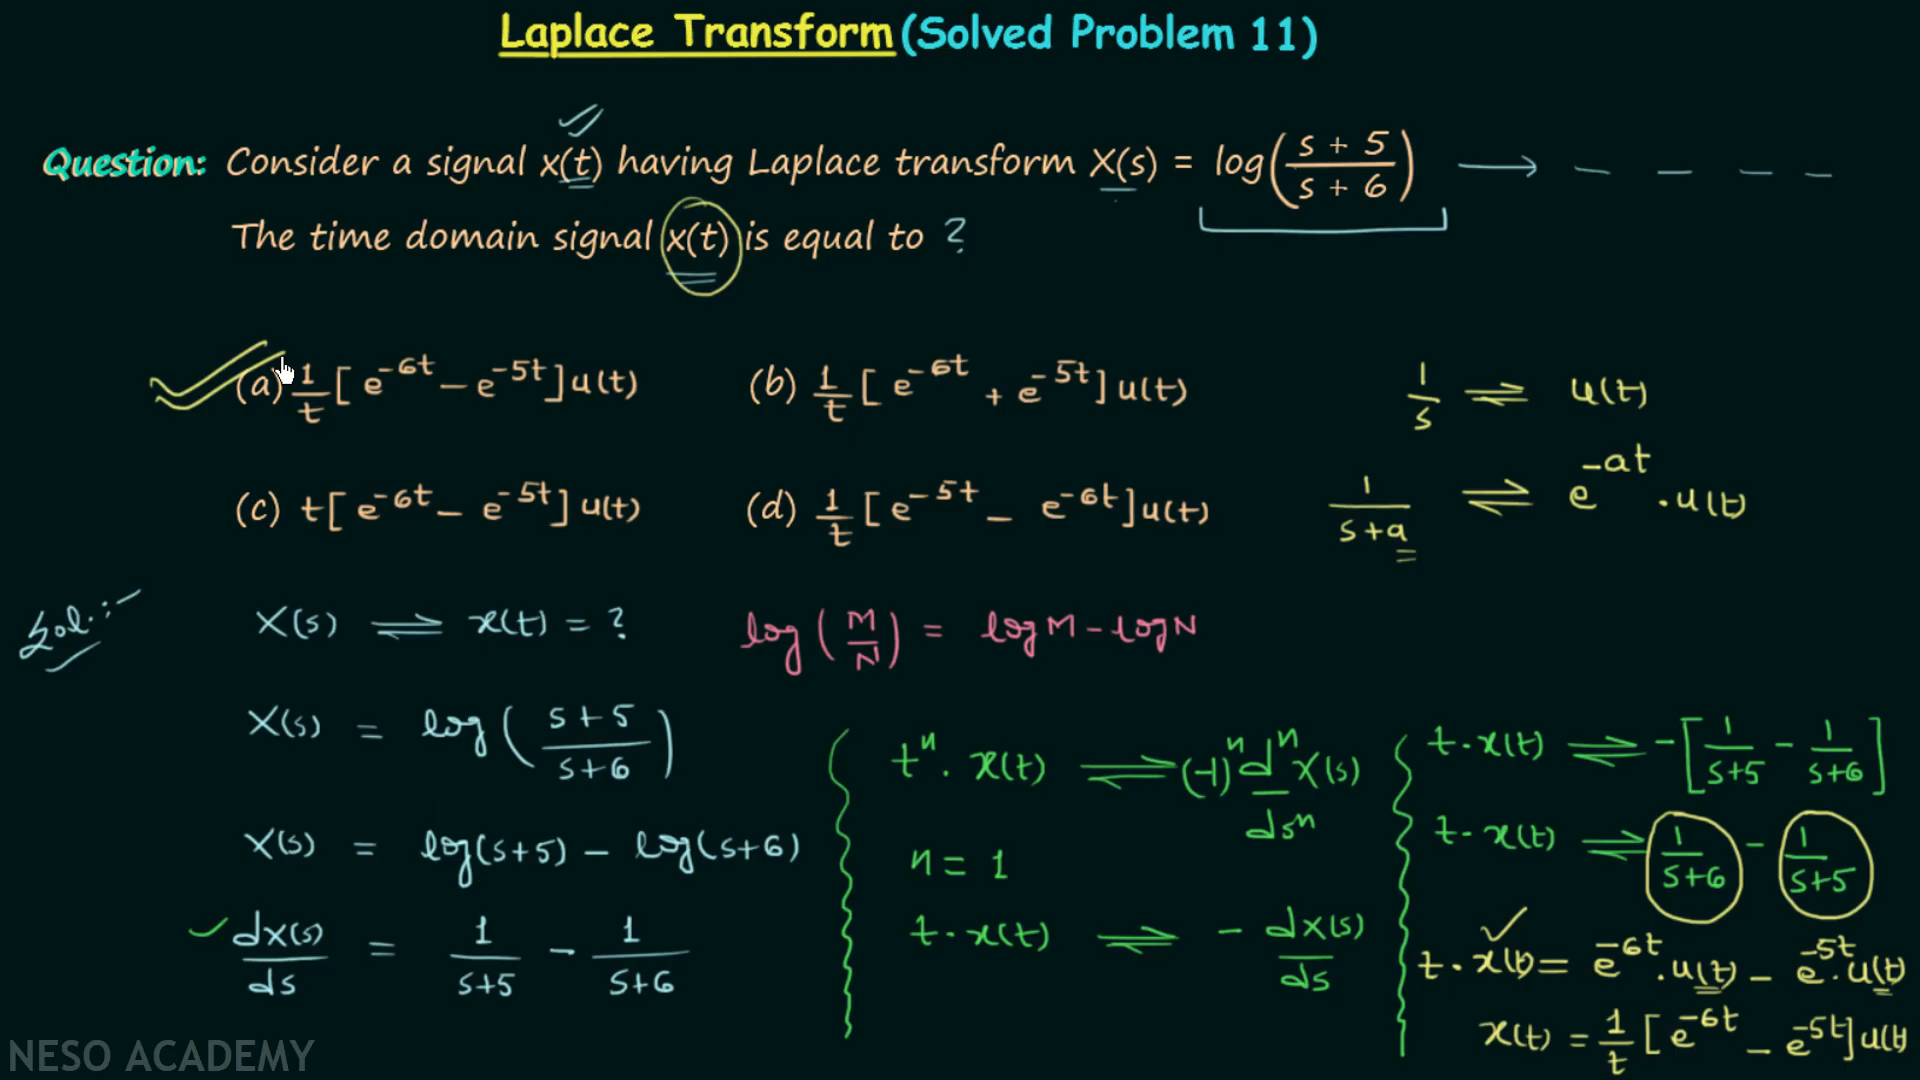 Laplace Transform (Solved Problem 11)
Question: Consider a signal x(t) having Laplace transform X(s) = log((s + 5)/(s + 6))
The time domain signal x(t) is equal to ?
(a) 1/t [e^-6t - e^-5t] u(t)
(b) 1/t [e^-6t + e^-5t] u(t)
(c) t [e^-6t - e^-5t] u(t)
(d) 1/t [e^-5t - e^-6t] u(t)
1/s ⇌ u(t)
1/(s+a) ⇌ e^-at . u(t)
Sol. :-
X(s) ⇌ x(t) = ?
X(s) = log((s+5)/(s+6))
X(s) = log(s+5) - log(s+6)
dX(s)/ds = 1/(s+5) - 1/(s+6)
log(M/N) = log M - log N
t^n . x(t) ⇌ (-1)^n d^n X(s)/ds^n
n = 1
t . x(t) ⇌ - dX(s)/ds
t . x(t) ⇌ -[1/(s+5) - 1/(s+6)]
t . x(t) ⇌ 1/(s+6) - 1/(s+5)
t . x(t) = e^-6t . u(t) - e^-5t . u(t)
x(t) = 1/t [e^-6t - e^-5t] u(t)
NESO ACADEMY